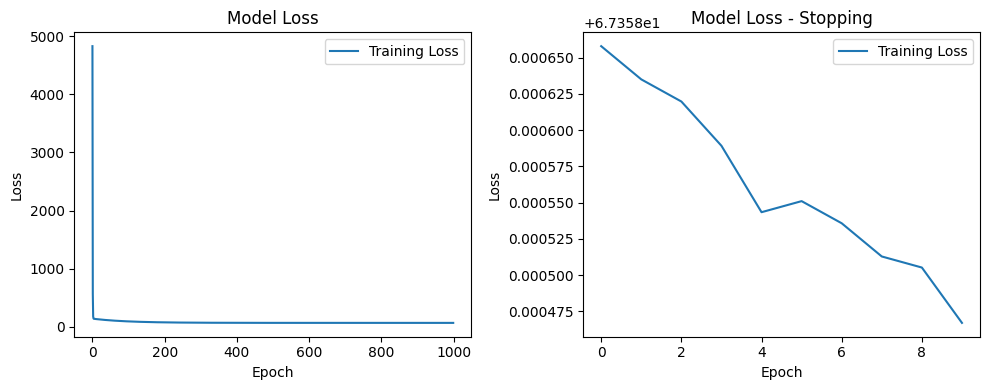 Model Loss
Training Loss
5000
4000
3000
2000
1000
0
Loss
0
200
400
600
800
1000
Epoch
Model Loss - Stopping
+6.7358e1
Training Loss
0.000650
0.000625
0.000600
0.000575
0.000550
0.000525
0.000500
0.000475
Loss
0
2
4
6
8
Epoch